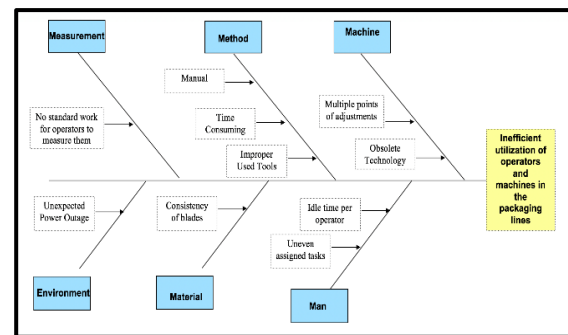 Measurement
Method
Machine
Manual
No standard work
for operators to
measure them
Time
Consuming
Improper
Used Tools
Multiple points
of adjustments
Obsolete
Technology
Inefficient
utilization of
operators
and
machines in
the
packaging
lines
Unexpected
Power Outage
Consistency
of blades
Idle time per
operator
Uneven
assigned tasks
Environment
Material
Man